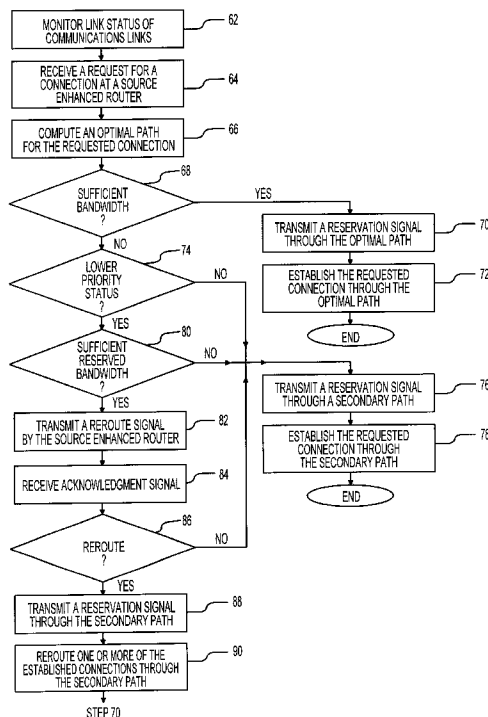 MONITOR LINK STATUS OF
COMMUNICATIONS LINKS
62
RECEIVE A REQUEST FOR A
CONNECTION AT A SOURCE
ENHANCED ROUTER
64
COMPUTE AN OPTIMAL PATH
FOR THE REQUESTED CONNECTION
66
68
SUFFICIENT
BANDWIDTH
?
YES
NO
TRANSMIT A RESERVATION SIGNAL
THROUGH THE OPTIMAL PATH
70
ESTABLISH THE REQUESTED
CONNECTION THROUGH THE
OPTIMAL PATH
72
END
74
LOWER
PRIORITY
STATUS
?
NO
YES
80
SUFFICIENT
RESERVED
BANDWIDTH
?
NO
YES
TRANSMIT A RESERVATION SIGNAL
THROUGH A SECONDARY PATH
76
ESTABLISH THE REQUESTED
CONNECTION THROUGH
THE SECONDARY PATH
78
END
TRANSMIT A REROUTE SIGNAL
BY THE SOURCE ENHANCED ROUTER
82
RECEIVE ACKNOWLEDGMENT SIGNAL
84
86
REROUTE
?
NO
YES
TRANSMIT A RESERVATION SIGNAL
THROUGH THE SECONDARY PATH
88
REROUTE ONE OR MORE OF THE
ESTABLISHED CONNECTIONS THROUGH
THE SECONDARY PATH
90
STEP 70